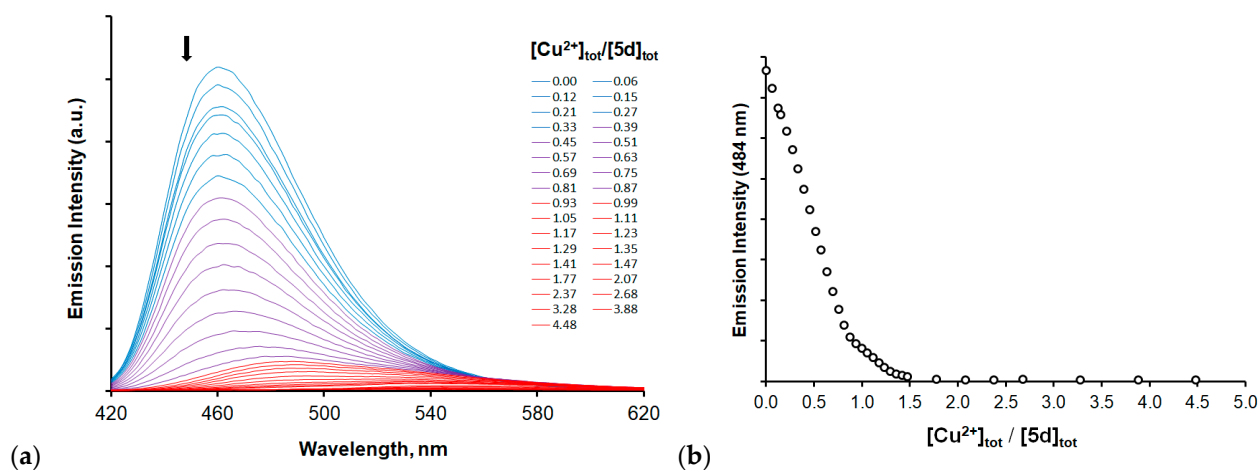 [Cu²⁺]tot/[5d]tot
0.00 0.06
0.12 0.15
0.21 0.27
0.33 0.39
0.45 0.51
0.57 0.63
0.69 0.75
0.81 0.87
0.93 0.99
1.05 1.11
1.17 1.23
1.29 1.35
1.41 1.47
1.77 2.07
2.37 2.68
3.28 3.88
4.48
Emission Intensity (a.u.)
420 460 500 540 580 620
Wavelength, nm
(a)
Emission Intensity (484 nm)
0.0 0.5 1.0 1.5 2.0 2.5 3.0 3.5 4.0 4.5 5.0
[Cu²⁺]tot / [5d]tot
(b)